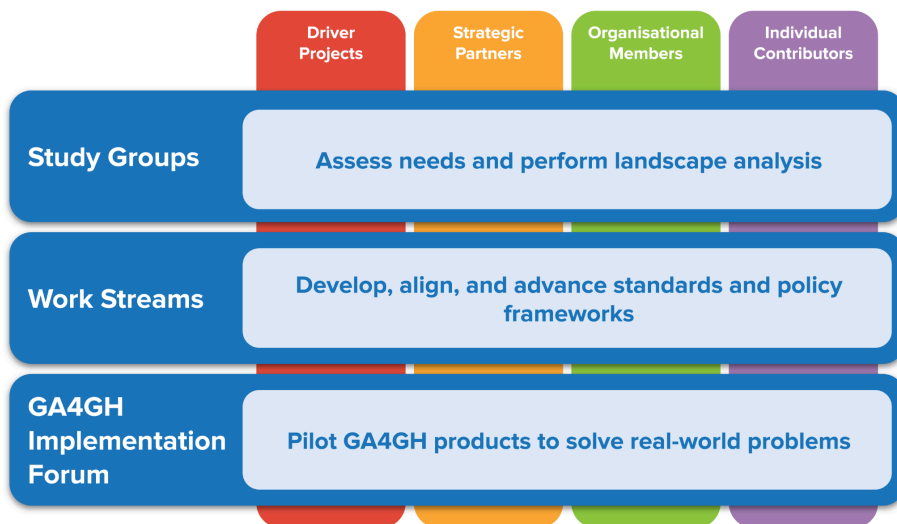 Driver
Projects
Strategic
Partners
Organisational
Members
Individual
Contributors
Study Groups
Assess needs and perform landscape analysis
Work Streams
Develop, align, and advance standards and policy
frameworks
GA4GH
Implementation
Forum
Pilot GA4GH products to solve real-world problems